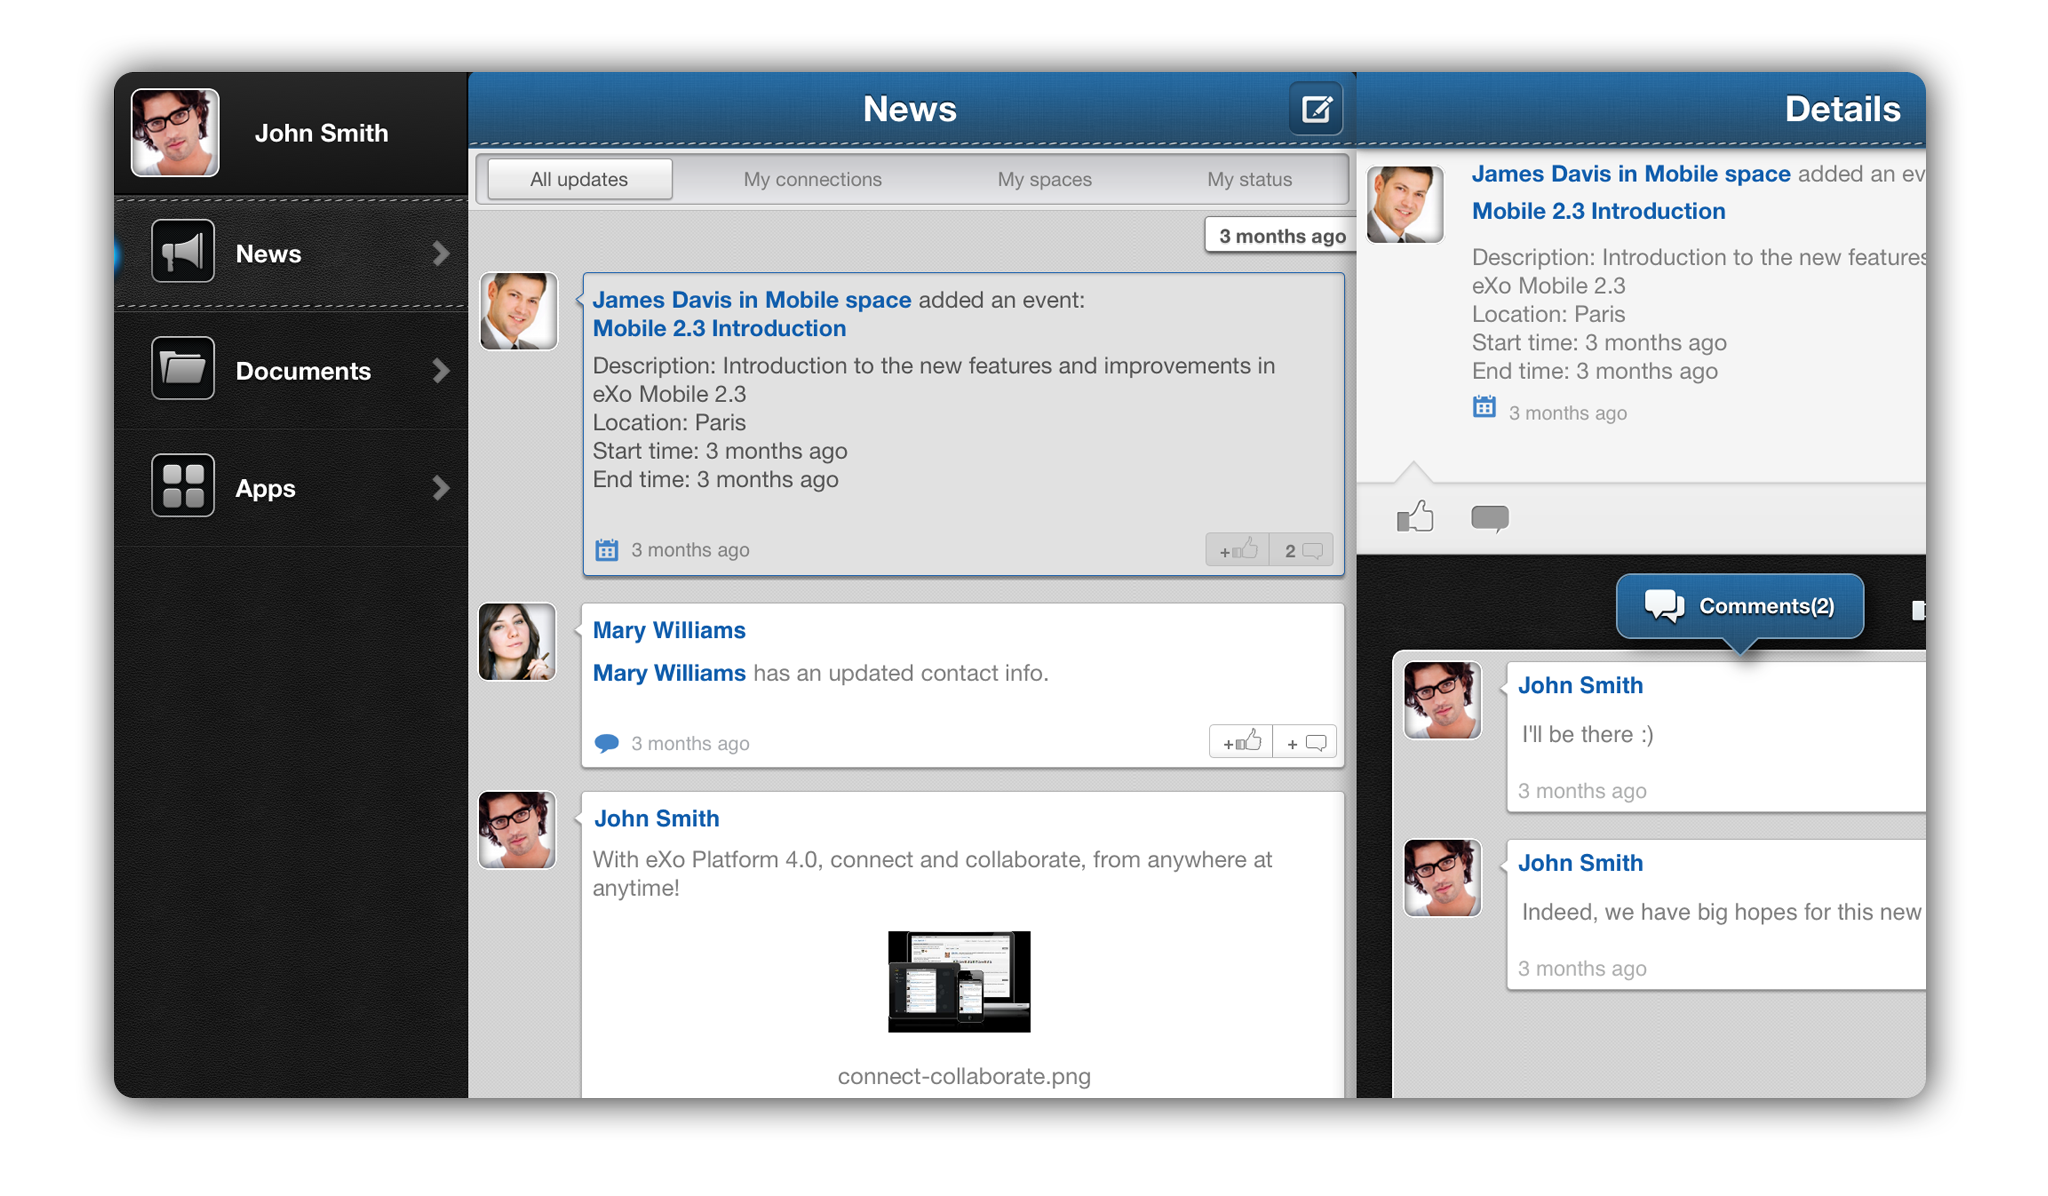 John Smith
News
Documents
Apps
News
All updates
My connections
My spaces
My status
3 months ago
James Davis in Mobile space added an event:
Mobile 2.3 Introduction
Description: Introduction to the new features and improvements in
eXo Mobile 2.3
Location: Paris
Start time: 3 months ago
End time: 3 months ago
3 months ago
+
2
Mary Williams
Mary Williams has an updated contact info.
3 months ago
+
+
John Smith
With eXo Platform 4.0, connect and collaborate, from anywhere at
anytime!
connect-collaborate.png
Details
James Davis in Mobile space added an ev
Mobile 2.3 Introduction
Description: Introduction to the new features
eXo Mobile 2.3
Location: Paris
Start time: 3 months ago
End time: 3 months ago
3 months ago
Comments(2)
John Smith
I'll be there :)
3 months ago
John Smith
Indeed, we have big hopes for this new
3 months ago